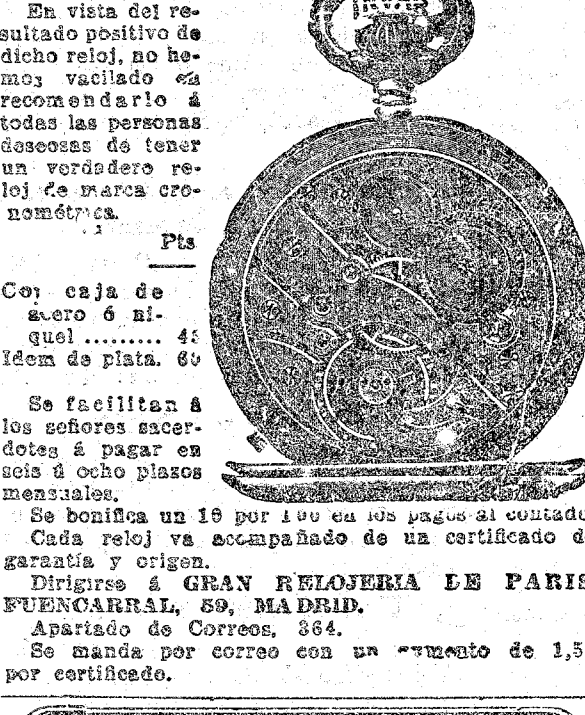 En vista del re-
sultado positivo de
dicho reloj, no he-
mos vacilado en
recomendarlo á
todas las personas
deseosas de tener
un verdadero re-
loj de marca cro-
nométrica.
Pts
Con caja de
acero ó ni-
quel ......... 45
Idem de plata. 60
Se facilitan á
los señores sacer-
dotes á pagar en
seis ú ocho plazos
mensuales.
Se bonifica un 10 por 100 en los pagos al contado
Cada reloj va acompañado de un certificado d
garantía y origen.
Dirigirse á GRAN RELOJERIA DE PARIS
FUENCARRAL, 59, MADRID.
Apartado de Correos, 364.
Se manda por correo con un aumento de 1,5
por certificado.